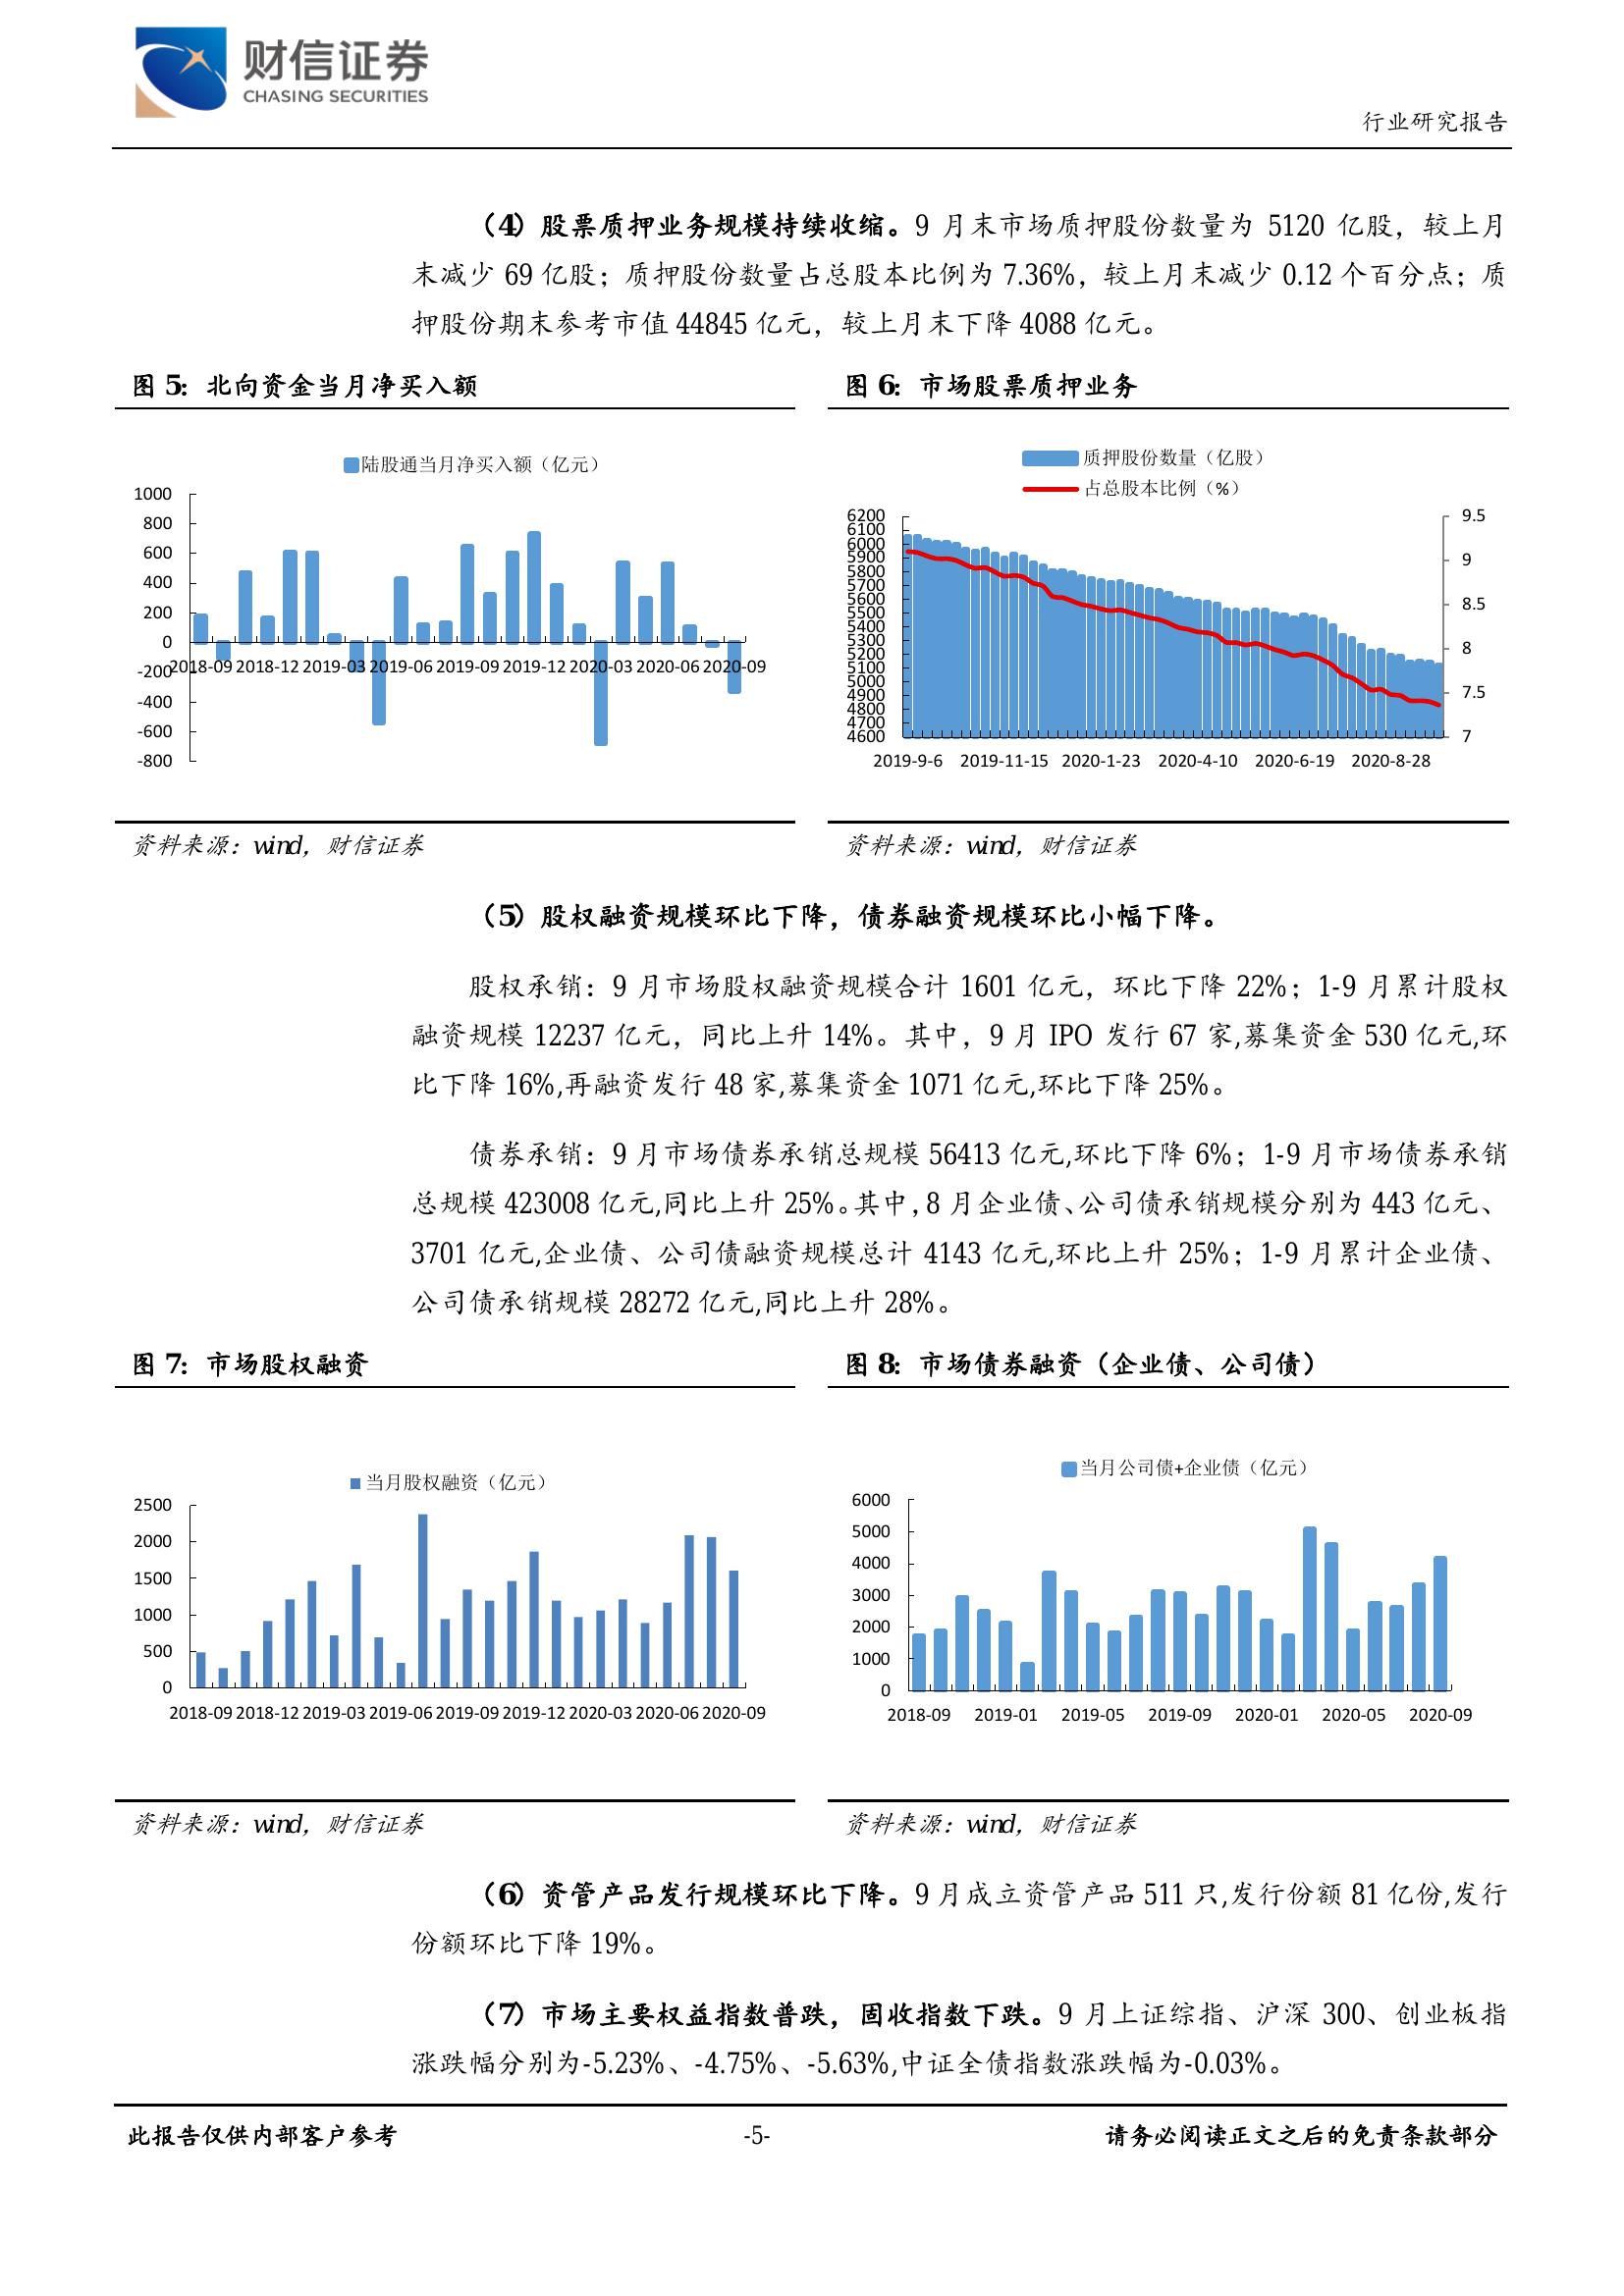 财信证券
CHASING SECURITIES
行业研究报告
（4）股票质押业务规模持续收缩。9 月末市场质押股份数量为 5120 亿股，较上月
末减少 69 亿股；质押股份数量占总股本比例为 7.36%，较上月末减少 0.12 个百分点；质
押股份期末参考市值 44845 亿元，较上月末下降 4088 亿元。
图 5：北向资金当月净买入额
陆股通当月净买入额（亿元）
1000
800
600
400
200
0
-200
-400
-600
-800
2018-09 2018-12 2019-03 2019-06 2019-09 2019-12 2020-03 2020-06 2020-09
资料来源：wind，财信证券
图 6：市场股票质押业务
质押股份数量（亿股）
占总股本比例（%）
6200
6100
6000
5900
5800
5700
5600
5500
5400
5300
5200
5100
5000
4900
4800
4700
4600
9.5
9
8.5
8
7.5
7
2019-9-6 2019-11-15 2020-1-23 2020-4-10 2020-6-19 2020-8-28
资料来源：wind，财信证券
（5）股权融资规模环比下降，债券融资规模环比小幅下降。
股权承销：9 月市场股权融资规模合计 1601 亿元，环比下降 22%；1-9 月累计股权
融资规模 12237 亿元，同比上升 14%。其中，9 月 IPO 发行 67 家,募集资金 530 亿元,环
比下降 16%,再融资发行 48 家,募集资金 1071 亿元,环比下降 25%。
债券承销：9 月市场债券承销总规模 56413 亿元,环比下降 6%；1-9 月市场债券承销
总规模 423008 亿元,同比上升 25%。其中,8 月企业债、公司债承销规模分别为 443 亿元、
3701 亿元,企业债、公司债融资规模总计 4143 亿元,环比上升 25%；1-9 月累计企业债、
公司债承销规模 28272 亿元,同比上升 28%。
图 7：市场股权融资
当月股权融资（亿元）
2500
2000
1500
1000
500
0
2018-09 2018-12 2019-03 2019-06 2019-09 2019-12 2020-03 2020-06 2020-09
资料来源：wind，财信证券
图 8：市场债券融资（企业债、公司债）
当月公司债+企业债（亿元）
6000
5000
4000
3000
2000
1000
0
2018-09 2019-01 2019-05 2019-09 2020-01 2020-05 2020-09
资料来源：wind，财信证券
（6）资管产品发行规模环比下降。9 月成立资管产品 511 只,发行份额 81 亿份,发行
份额环比下降 19%。
（7）市场主要权益指数普跌，固收指数下跌。9 月上证综指、沪深 300、创业板指
涨跌幅分别为-5.23%、-4.75%、-5.63%,中证全债指数涨跌幅为-0.03%。
此报告仅供内部客户参考
-5-
请务必阅读正文之后的免责条款部分